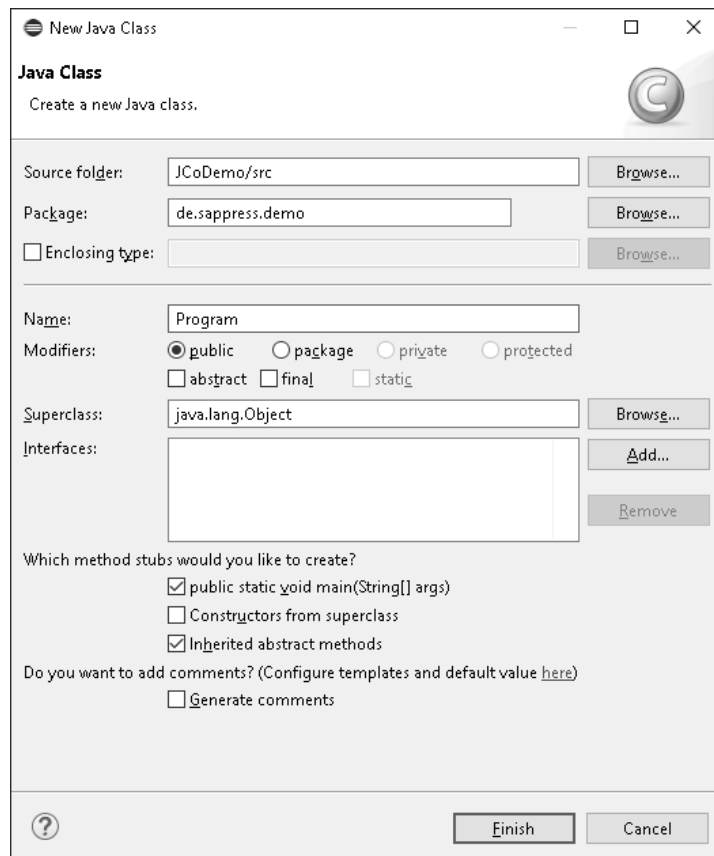 New Java Class
Java Class
Create a new Java class.
Source folder: JCoDemo/src Browse...
Package: de.sappress.demo Browse...
Enclosing type: Browse...
Name: Program
Modifiers: public package private protected
abstract final static
Superclass: java.lang.Object Browse...
Interfaces: Add...
Remove
Which method stubs would you like to create?
public static void main(String[] args)
Constructors from superclass
Inherited abstract methods
Do you want to add comments? (Configure templates and default value here)
Generate comments
? Finish Cancel